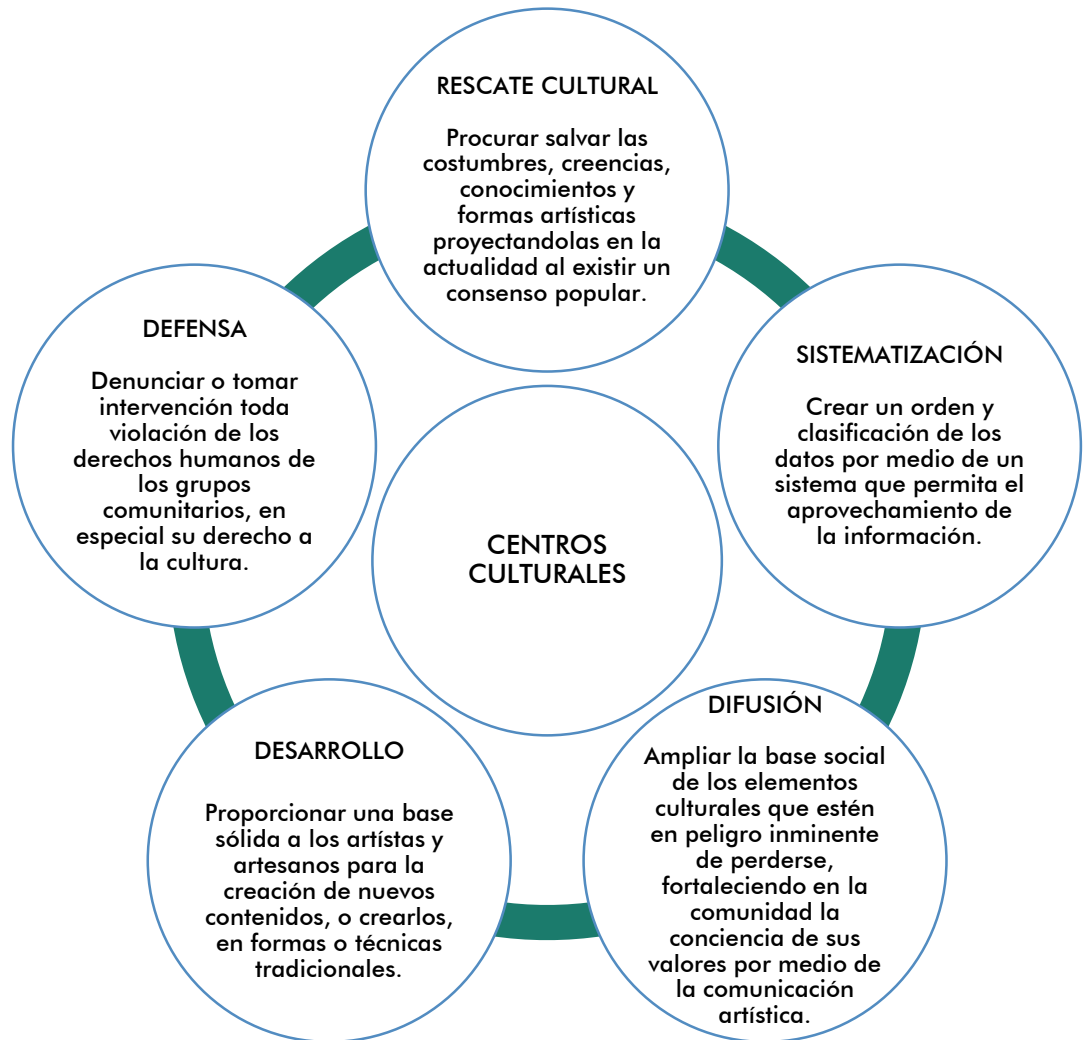 RESCATE CULTURAL
Procurar salvar las
costumbres, creencias,
conocimientos y
formas artísticas
proyectandolas en la
actualidad al existir un
consenso popular.
SISTEMATIZACIÓN
Crear un orden y
clasificación de los
datos por medio de un
sistema que permita el
aprovechamiento de
la información.
DIFUSIÓN
Ampliar la base social
de los elementos
culturales que estén
en peligro inminente
de perderse,
fortaleciendo en la
comunidad la
conciencia de sus
valores por medio de
la comunicación
artística.
DESARROLLO
Proporcionar una base
sólida a los artístas y
artesanos para la
creación de nuevos
contenidos, o crearlos,
en formas o técnicas
tradicionales.
DEFENSA
Denunciar o tomar
intervención toda
violación de los
derechos humanos de
los grupos
comunitarios, en
especial su derecho a
la cultura.
CENTROS
CULTURALES